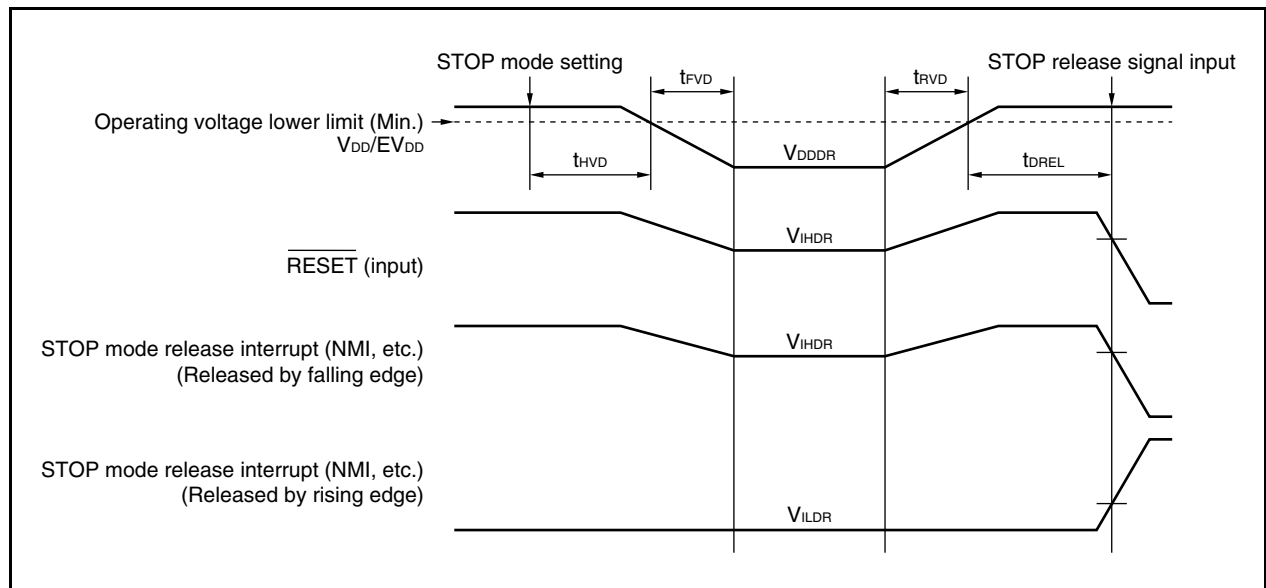 STOP mode setting
STOP release signal input
tFVD
tRVD
Operating voltage lower limit (Min.)
VDD/EVDD
VDDDR
tHVD
tDREL
VIHDR
RESET (input)
STOP mode release interrupt (NMI, etc.)
(Released by falling edge)
VIHDR
STOP mode release interrupt (NMI, etc.)
(Released by rising edge)
VILDR